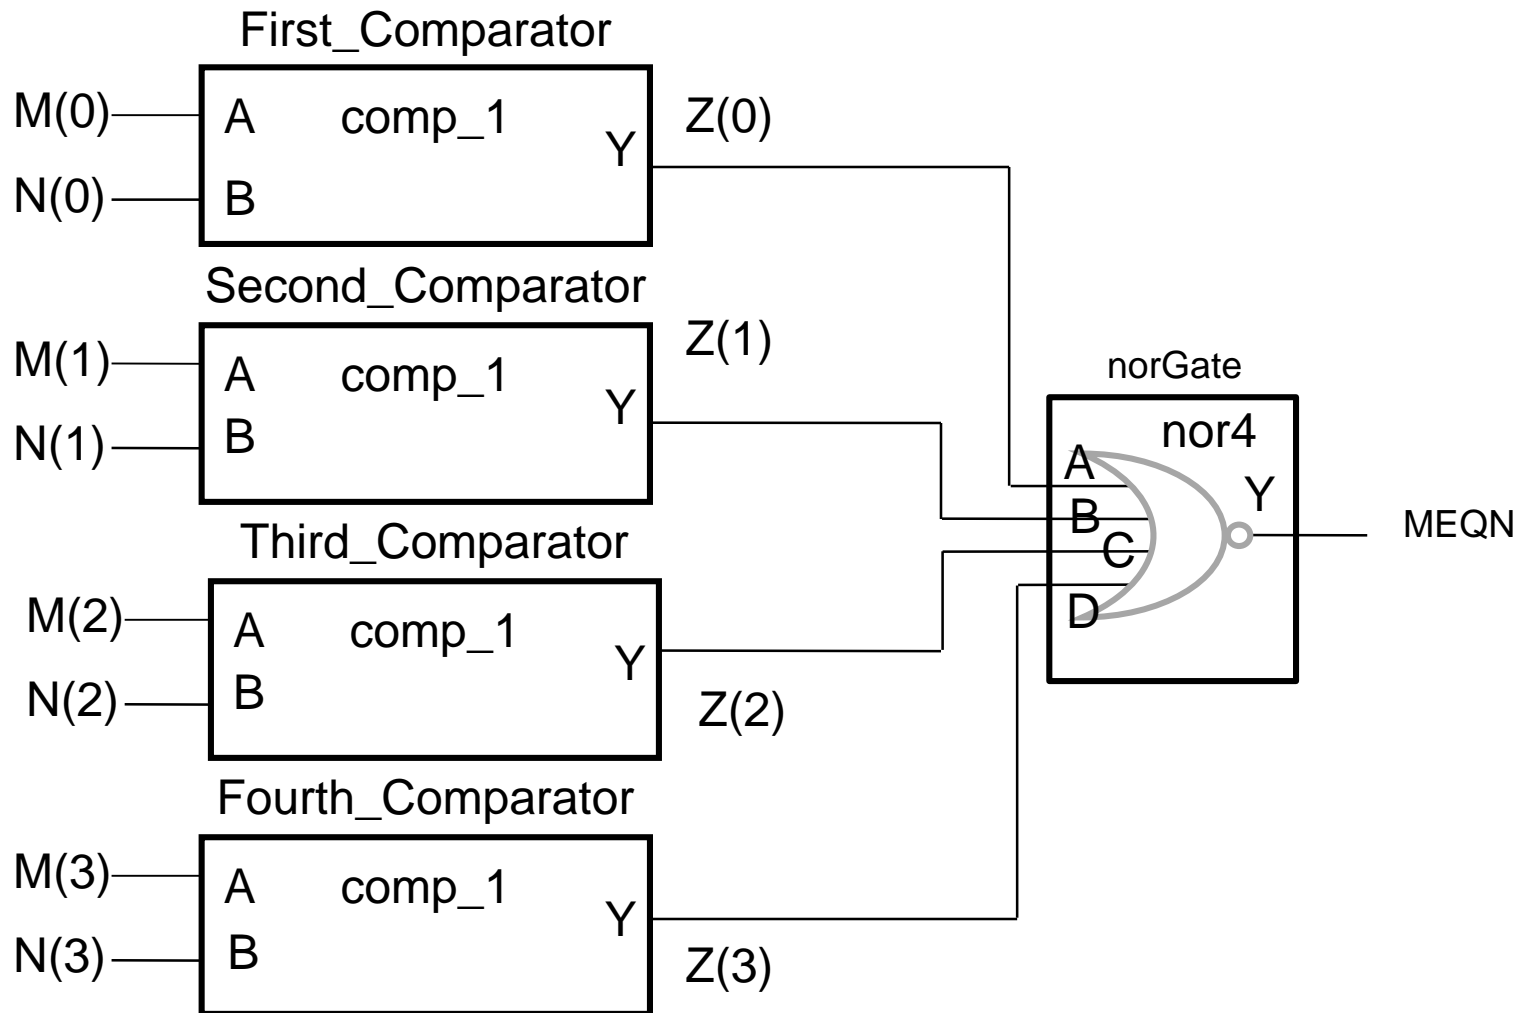 First_Comparator
M(0)
A
comp_1
Y
Z(0)
N(0)
B
Second_Comparator
M(1)
A
comp_1
Y
Z(1)
N(1)
B
Third_Comparator
M(2)
A
comp_1
Y
N(2)
B
Z(2)
Fourth_Comparator
M(3)
A
comp_1
Y
N(3)
B
Z(3)
norGate
nor4
A
B
C
D
Y
MEQN